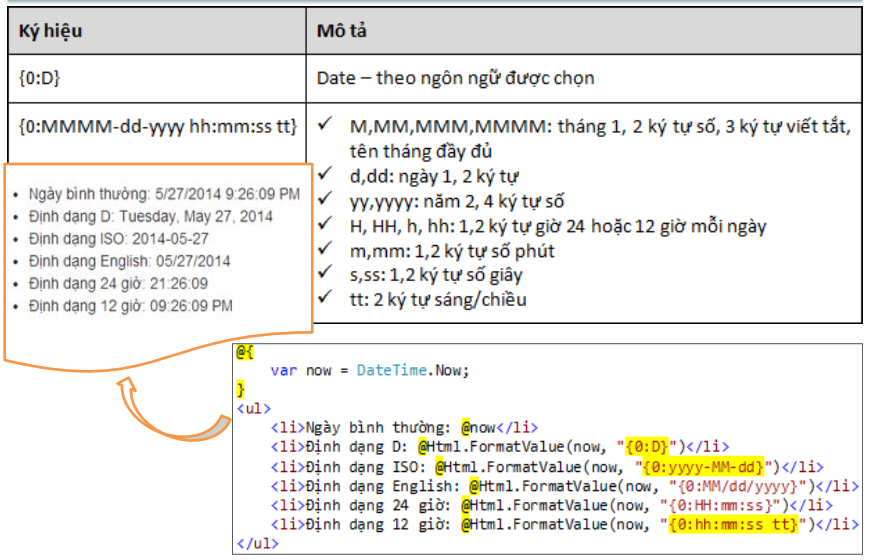 Ký hiệu
Mô tả
{0:D}
Date – theo ngôn ngữ được chọn
{0:MMMM-dd-yyyy hh:mm:ss tt}
✓ M,MM,MMM,MMMM: tháng 1, 2 ký tự số, 3 ký tự viết tắt,
tên tháng đầy đủ
✓ d,dd: ngày 1, 2 ký tự
✓ yy,yyyy: năm 2, 4 ký tự số
✓ H, HH, h, hh: 1,2 ký tự giờ 24 hoặc 12 giờ mỗi ngày
✓ m,mm: 1,2 ký tự số phút
✓ s,ss: 1,2 ký tự số giây
✓ tt: 2 ký tự sáng/chiều
• Ngày bình thường: 5/27/2014 9:26:09 PM
• Định dạng D: Tuesday, May 27, 2014
• Định dạng ISO: 2014-05-27
• Định dạng English: 05/27/2014
• Định dạng 24 giờ: 21:26:09
• Định dạng 12 giờ: 09:26:09 PM
@{
var now = DateTime.Now;
}
<ul>
<li>Ngày bình thường: @now</li>
<li>Định dạng D: @Html.FormatValue(now, "{0:D}")</li>
<li>Định dạng ISO: @Html.FormatValue(now, "{0:yyyy-MM-dd}")</li>
<li>Định dạng English: @Html.FormatValue(now, "{0:MM/dd/yyyy}")</li>
<li>Định dạng 24 giờ: @Html.FormatValue(now, "{0:HH:mm:ss}")</li>
<li>Định dạng 12 giờ: @Html.FormatValue(now, "{0:hh:mm:ss tt}")</li>
</ul>